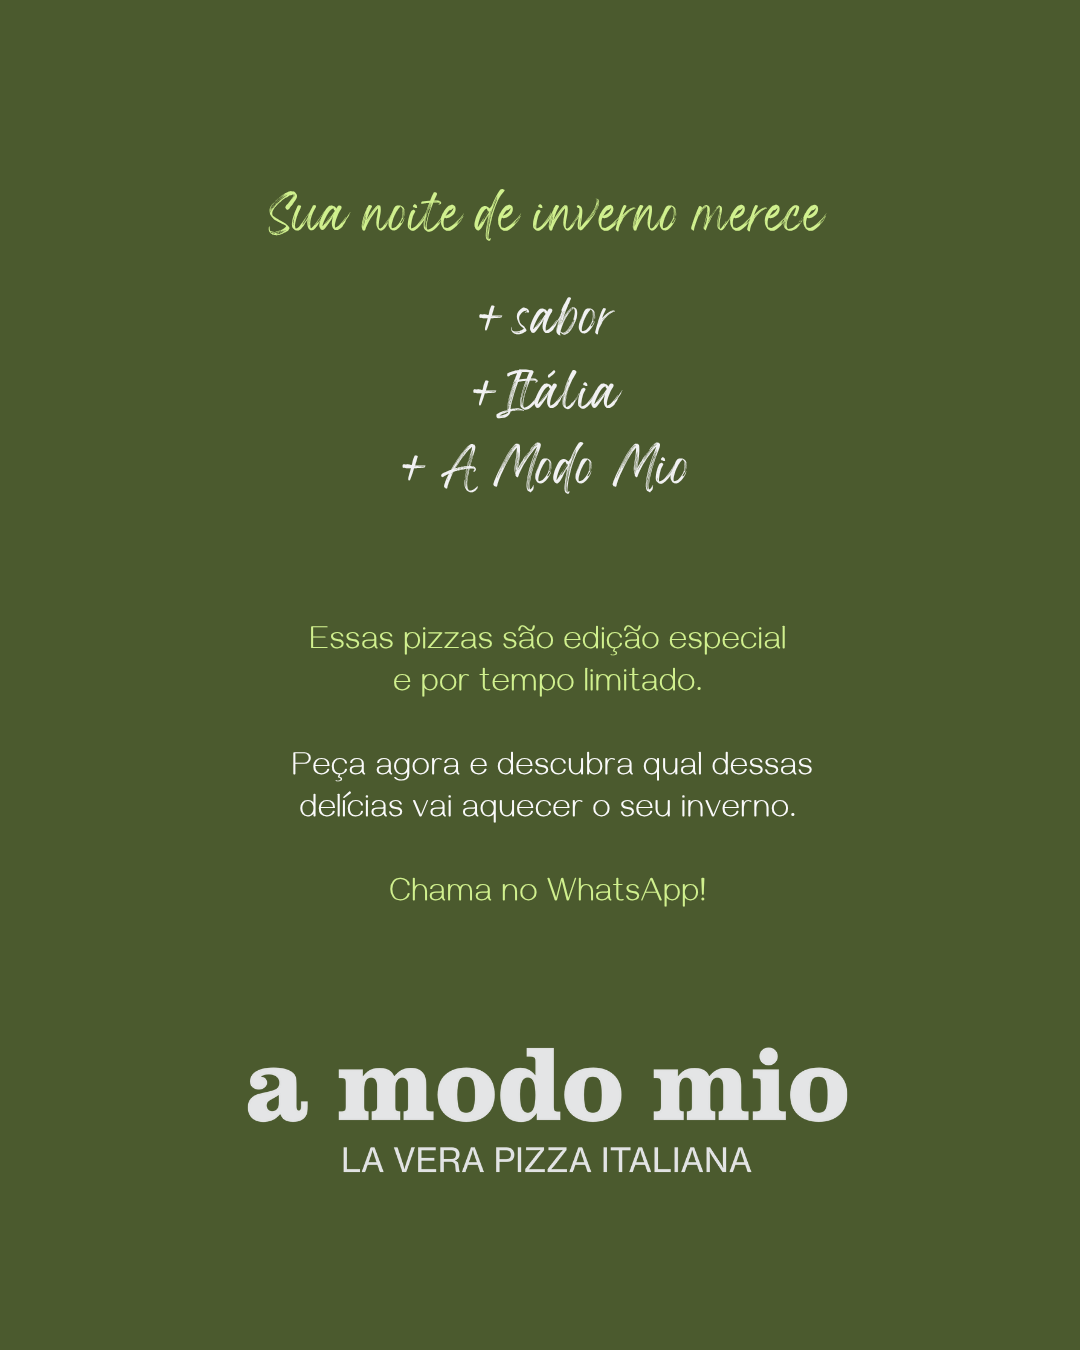 Sua noite de inverno merece
+ sabor
+ Itália
+ A Modo Mio
Essas pizzas são edição especial
e por tempo limitado.
Peça agora e descubra qual dessas
delícias vai aquecer o seu inverno.
Chama no WhatsApp!
a modo mio
LA VERA PIZZA ITALIANA